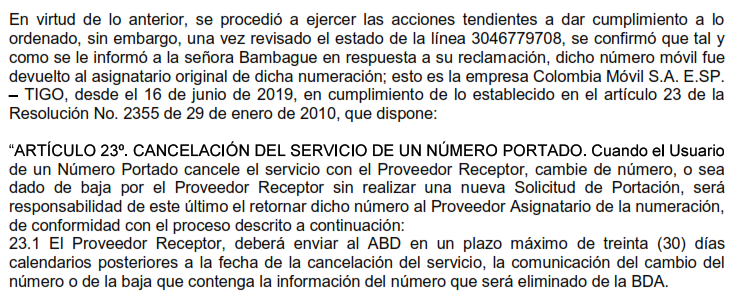 En virtud de lo anterior, se procedió a ejercer las acciones tendientes a dar cumplimiento a lo
ordenado, sin embargo, una vez revisado el estado de la línea 3046779708, se confirmó que tal y
como se le informó a la señora Bambague en respuesta a su reclamación, dicho número móvil fue
devuelto al asignatario original de dicha numeración; esto es la empresa Colombia Móvil S.A. E.SP.
– TIGO, desde el 16 de junio de 2019, en cumplimiento de lo establecido en el artículo 23 de la
Resolución No. 2355 de 29 de enero de 2010, que dispone:
“ARTÍCULO 23º. CANCELACIÓN DEL SERVICIO DE UN NÚMERO PORTADO. Cuando el Usuario
de un Número Portado cancele el servicio con el Proveedor Receptor, cambie de número, o sea
dado de baja por el Proveedor Receptor sin realizar una nueva Solicitud de Portación, será
responsabilidad de este último el retornar dicho número al Proveedor Asignatario de la numeración,
de conformidad con el proceso descrito a continuación:
23.1 El Proveedor Receptor, deberá enviar al ABD en un plazo máximo de treinta (30) días
calendarios posteriores a la fecha de la cancelación del servicio, la comunicación del cambio del
número o de la baja que contenga la información del número que será eliminado de la BDA.